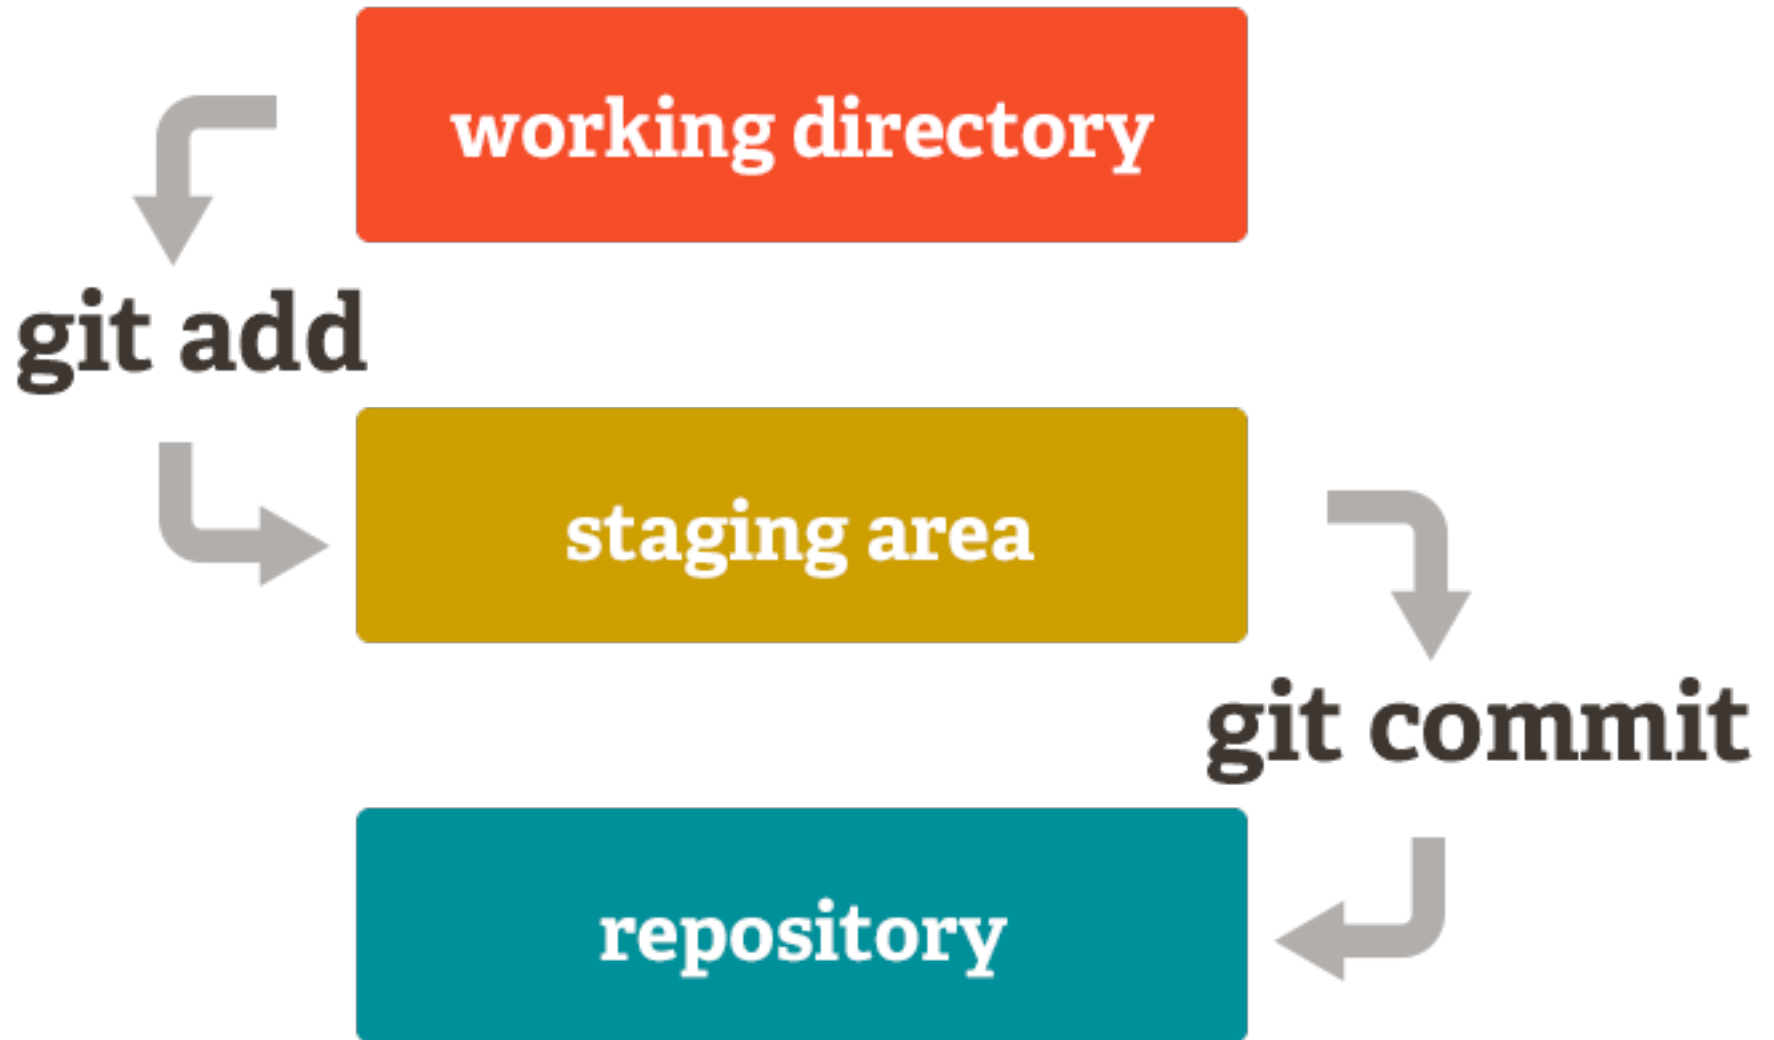 working directory
git add
staging area
git commit
repository